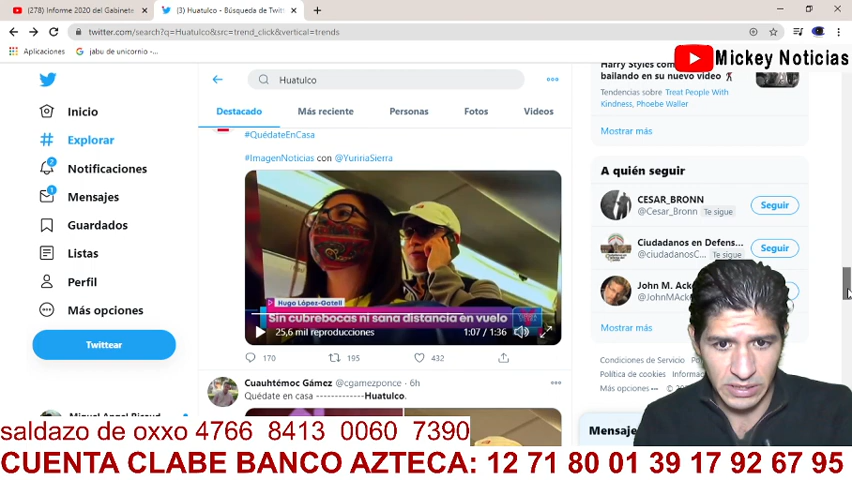 (278) Informe 2020 del Gabinete
(3) Huatulco - Búsqueda de Twitt
twitter.com/search?q=Huatulco&src=trend_click&vertical=trends
Aplicaciones
jabu de unicornio -...
Mickey Noticias
Inicio
Explorar
2
Notificaciones
1
Mensajes
Guardados
Listas
Perfil
Más opciones
Twittear
Huatulco
Destacado
Más reciente
Personas
Fotos
Videos
#QuédateEnCasa
#ImagenNoticias con @YuririaSierra
Hugo López-Gatell
Sin cubrebocas ni sana distancia en vuelo
25,6 mil reproducciones
1:07 / 1:36
170
195
432
Cuauhtémoc Gámez @cgamezponce · 6h
Quédate en casa -------------Huatulco.
Harry Styles com
bailando en su nuevo video
Tendencias sobre Treat People With
Kindness, Phoebe Waller
Mostrar más
A quién seguir
CESAR_BRONN
@Cesar_Bronn Te sigue
Seguir
Ciudadanos en Defens...
@ciudadanosC... Te sigue
Seguir
John M. Ack
@JohnMAck
Mostrar más
Condiciones de Servicio
Política de cookies
Más opciones
Mensaje
saldazo de oxxo 4766 8413 0060 7390
CUENTA CLABE BANCO AZTECA: 12 71 80 01 39 17 92 67 95